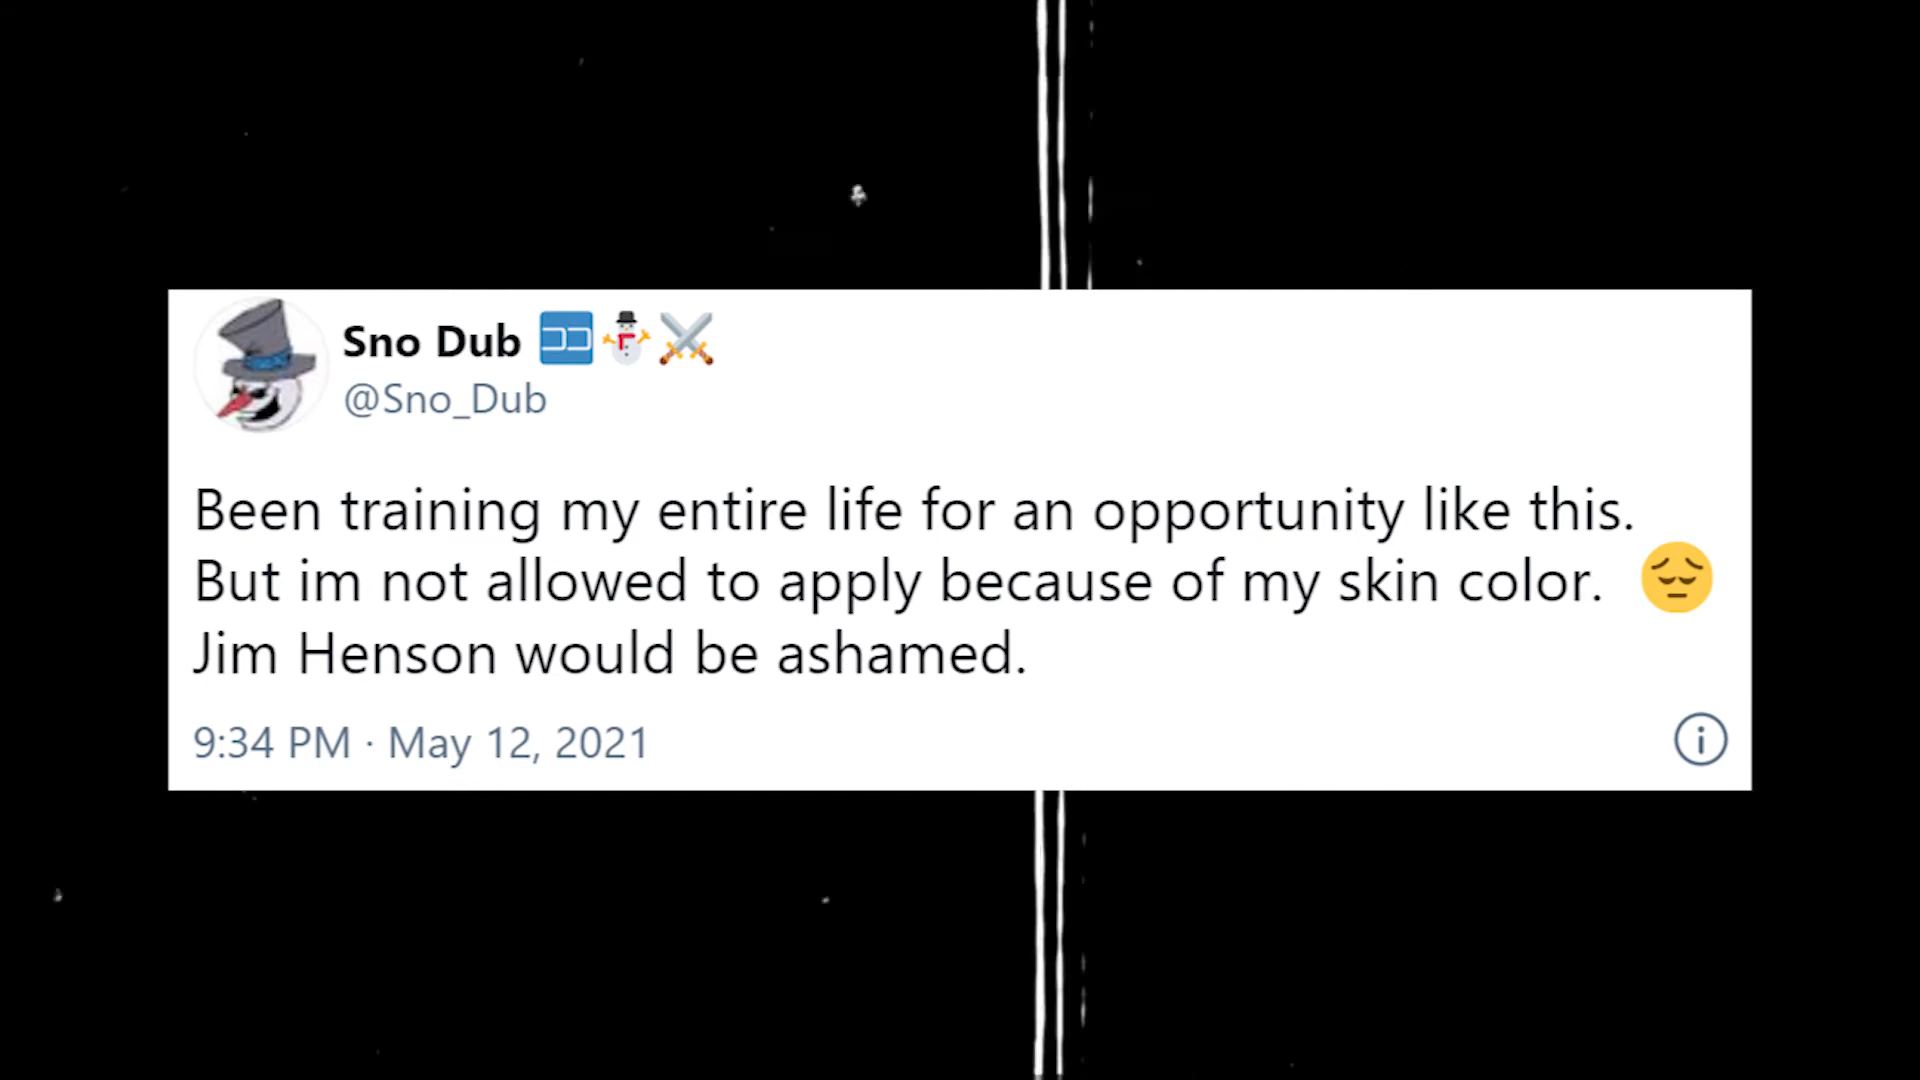 Sno Dub
@Sno_Dub
Been training my entire life for an opportunity like this.
But im not allowed to apply because of my skin color. 😔
Jim Henson would be ashamed.
9:34 PM · May 12, 2021